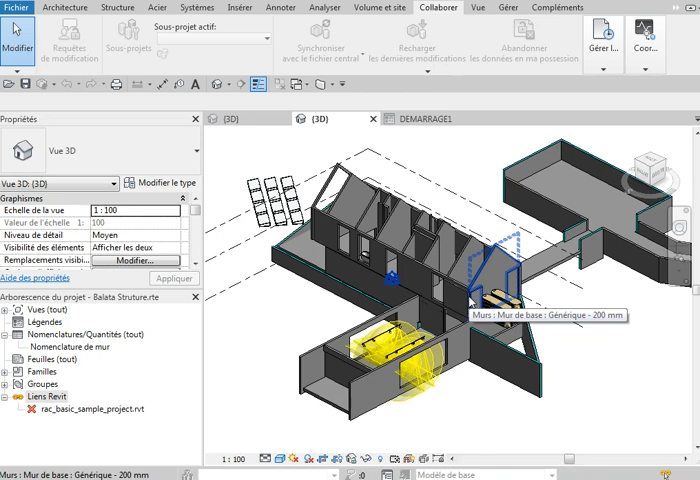 Fichier Architecture Structure Acier Systèmes Insérer Annoter Analyser Volume et site Collaborer Vue Gérer Compléments
Modifier
Requêtes
de modification
Sous-projets
Sous-projet actif:
Synchroniser
avec le fichier central
Recharger
les dernières modifications
Abandonner
les données en ma possession
Gérer l...
Coor...
Propriétés
{3D}
{3D}
DEMARRAGE1
Vue 3D
Vue 3D: {3D}
Modifier le type
Graphismes
Echelle de la vue 1 : 100
Valeur de l'échelle 1: 100
Niveau de détail Moyen
Visibilité des éléments Afficher les deux
Remplacements visibi... Modifier...
Aide des propriétés
Appliquer
Arborescence du projet - Balata Struture.rte
Vues (tout)
Légendes
Nomenclatures/Quantités (tout)
Nomenclature de mur
Feuilles (tout)
Familles
Groupes
Liens Revit
rac_basic_sample_project.rvt
Murs : Mur de base : Générique - 200 mm
1 : 100
Murs : Mur de base : Générique - 200 mm
:0
Modèle de base